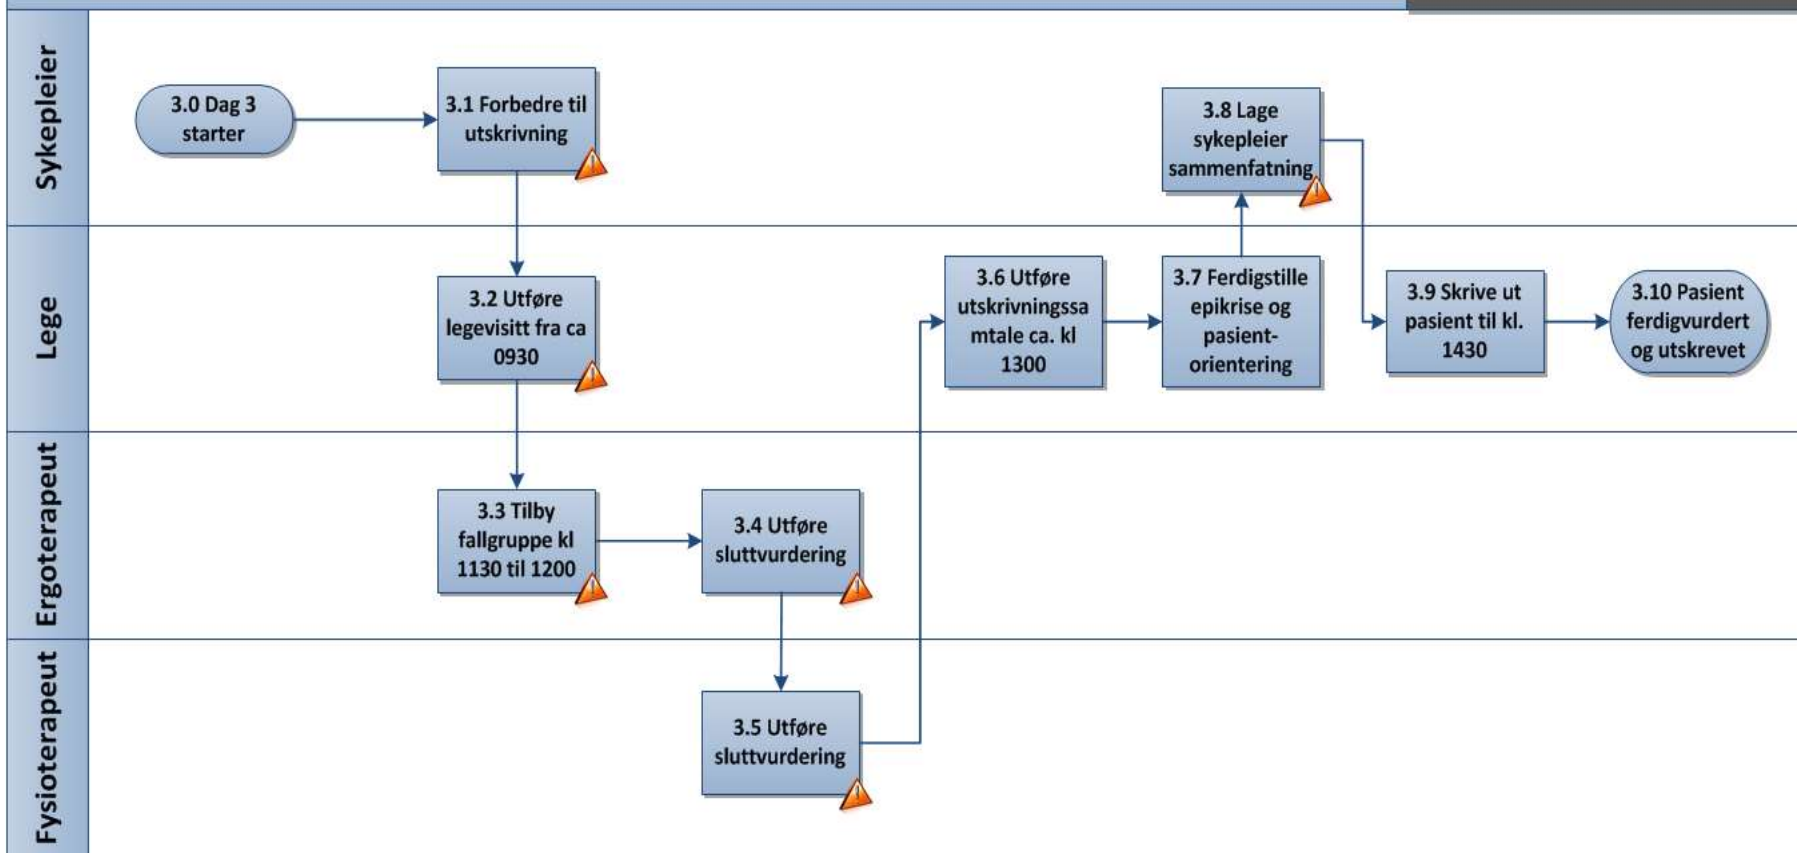 Sykepleier
3.0 Dag 3
starter
3.1 Forbedre til
utskrivning
3.8 Lage
sykepleier
sammenfatning
Lege
3.2 Utføre
legevisitt fra ca
0930
3.6 Utføre
utskrivningssa
mtale ca. kl
1300
3.7 Ferdigstille
epikrise og
pasient-
orientering
3.9 Skrive ut
pasient til kl.
1430
3.10 Pasient
ferdigvurdert
og utskrevet
Ergoterapeut
3.3 Tilby
fallgruppe kl
1130 til 1200
3.4 Utføre
sluttvurdering
Fysioterapeut
3.5 Utføre
sluttvurdering